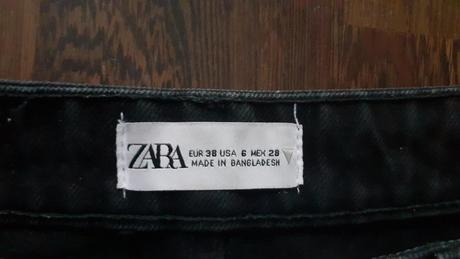 ZARA
EUR 38 USA 6 MEX 28
MADE IN BANGLADESH